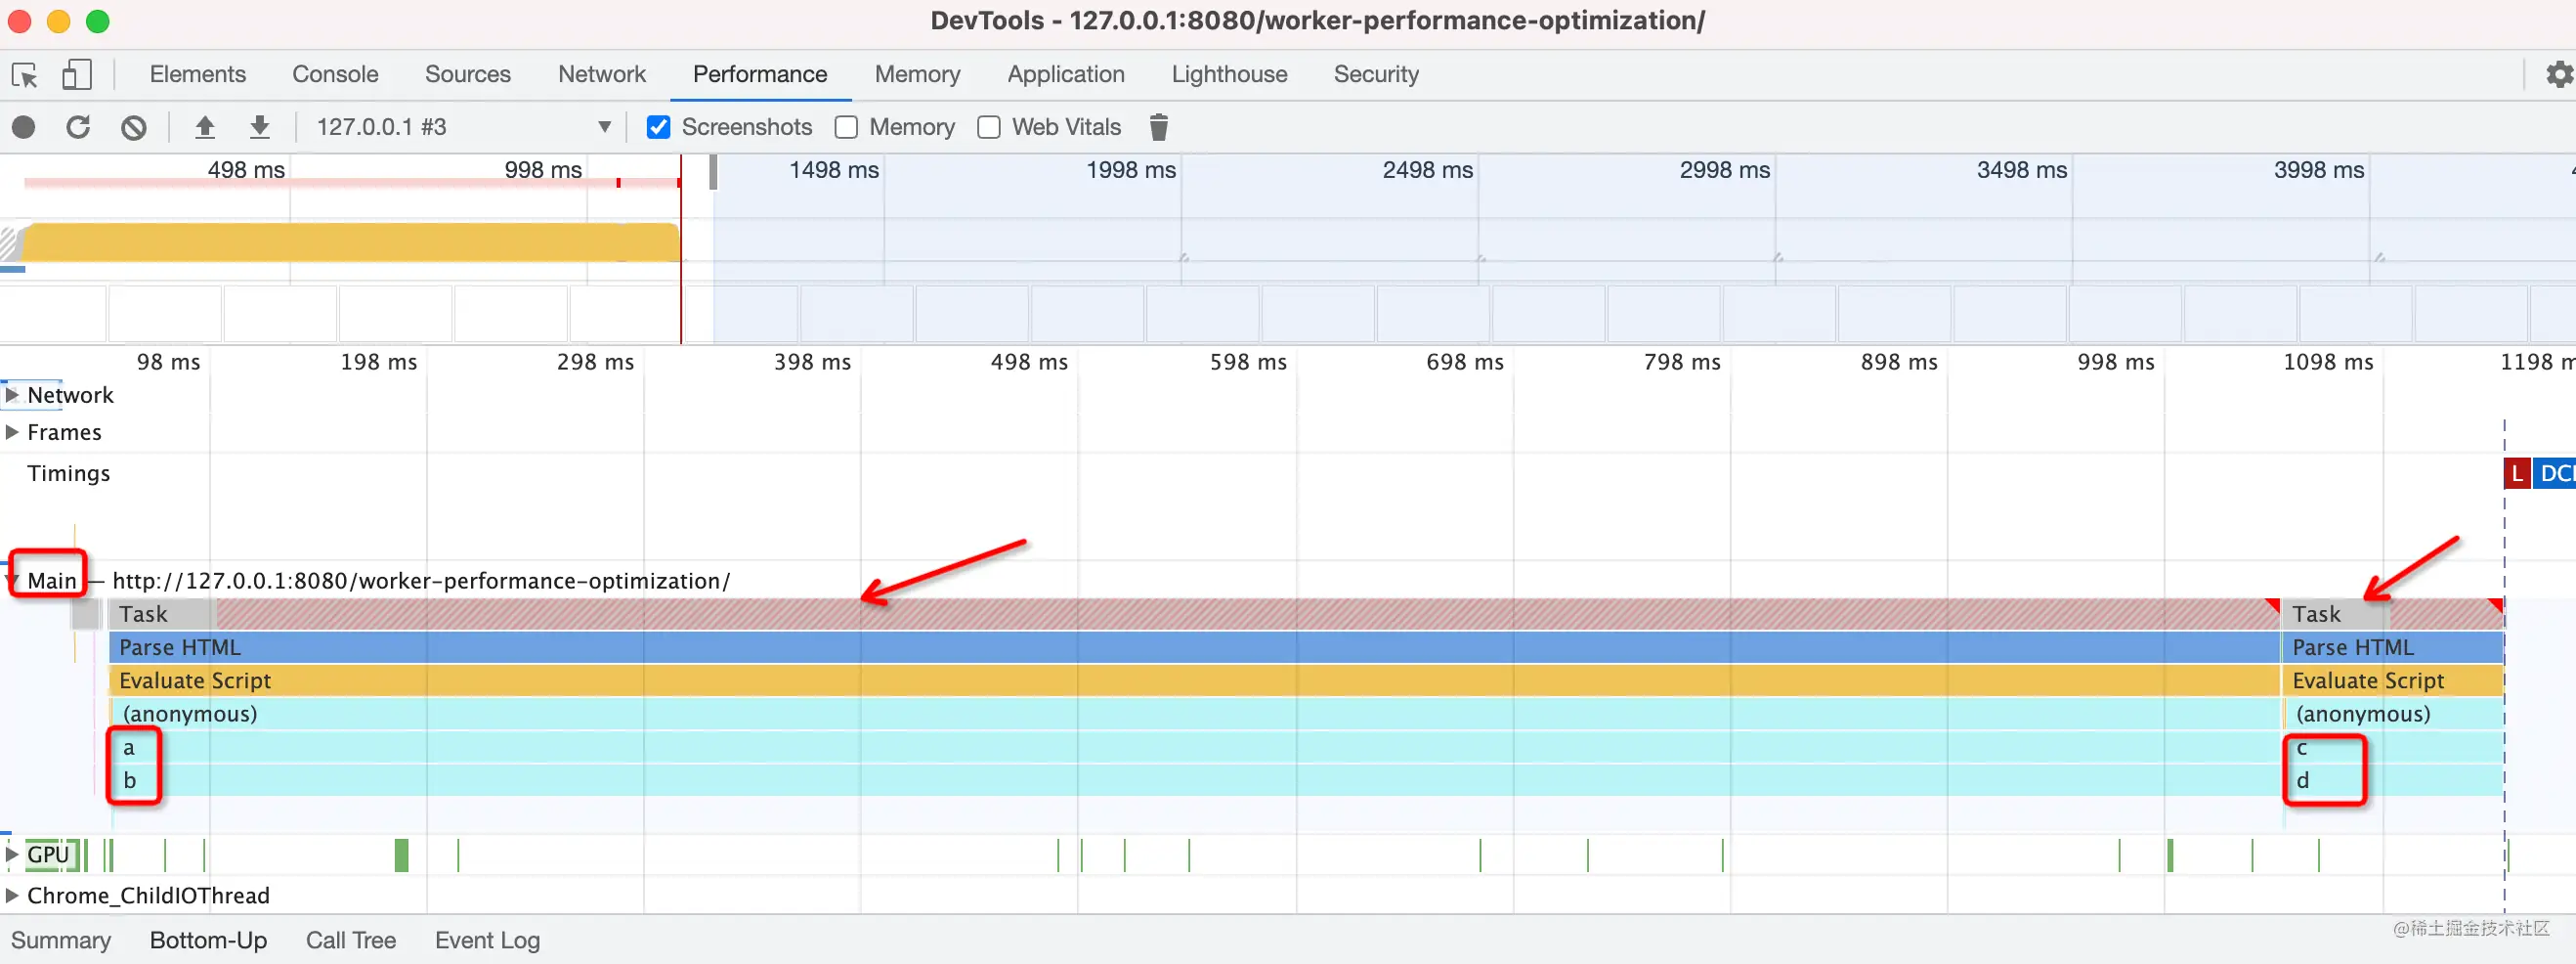 DevTools - 127.0.0.1:8080/worker-performance-optimization/
Elements Console Sources Network Performance Memory Application Lighthouse Security
127.0.0.1 #3 Screenshots Memory Web Vitals
498 ms 998 ms 1498 ms 1998 ms 2498 ms 2998 ms 3498 ms 3998 ms 4
98 ms 198 ms 298 ms 398 ms 498 ms 598 ms 698 ms 798 ms 898 ms 998 ms 1098 ms 1198 m
Network
Frames
Timings L DCL
Main — http://127.0.0.1:8080/worker-performance-optimization/
Task Task
Parse HTML Parse HTML
Evaluate Script Evaluate Script
(anonymous) (anonymous)
a c
b d
GPU
Chrome_ChildIOThread
Summary Bottom-Up Call Tree Event Log
@稀土掘金技术社区